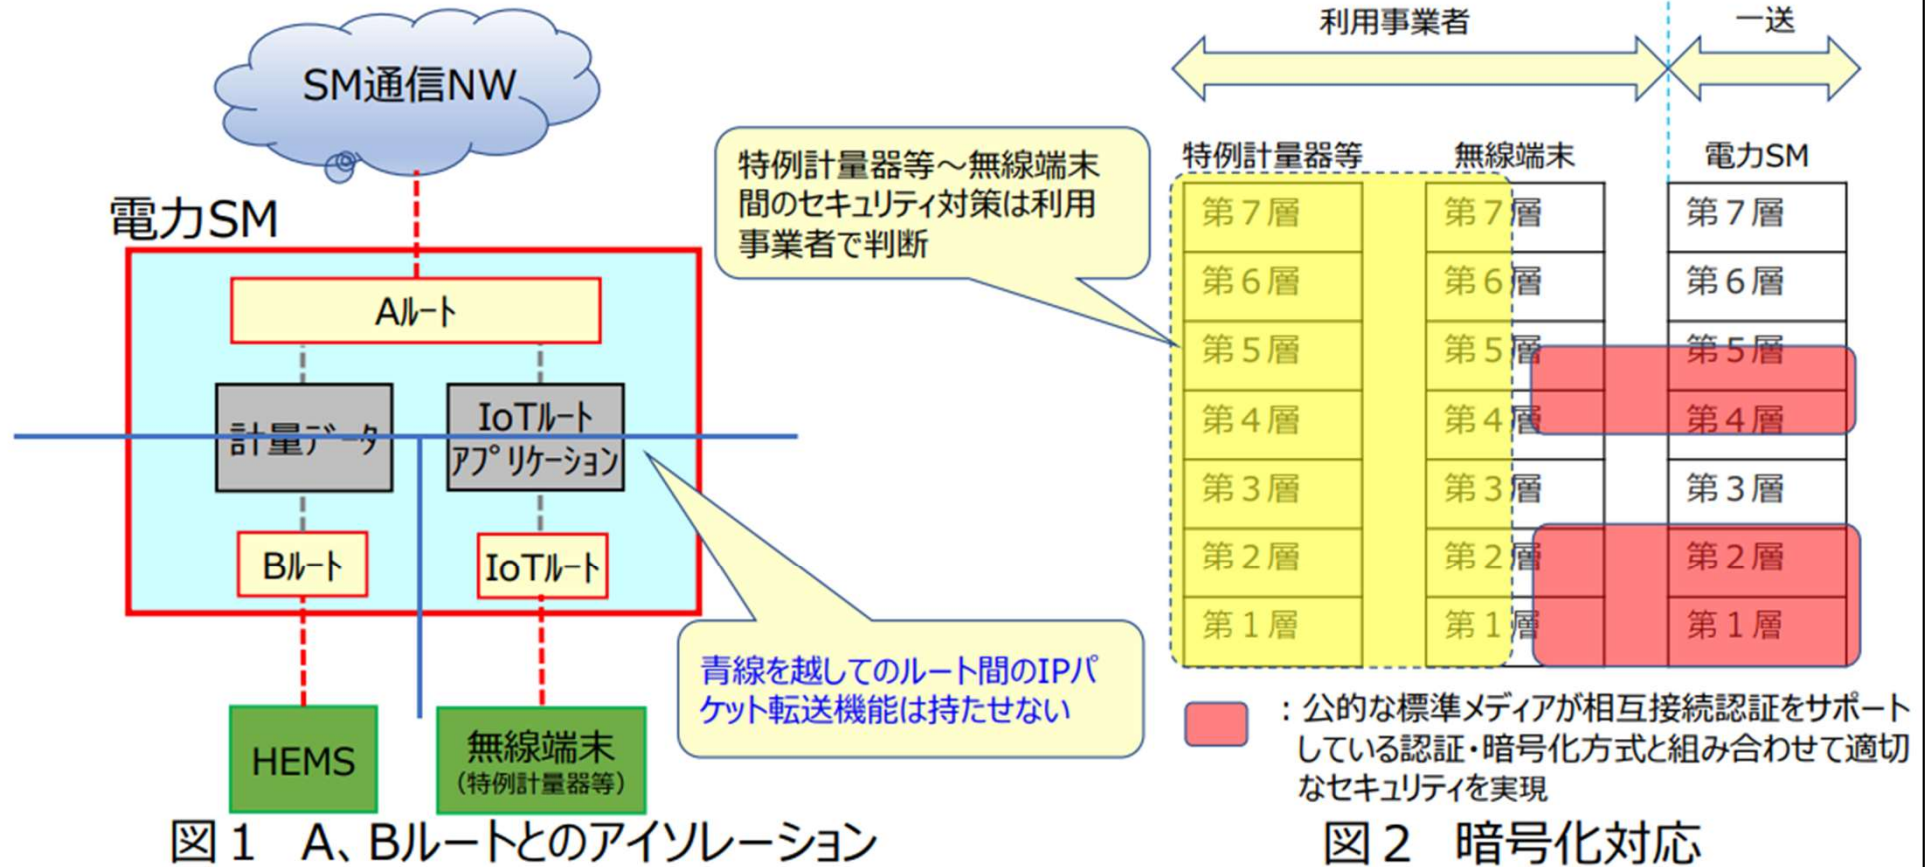 SM通信NW
電力SM
Aルート
計量データ
IoTルート
アプリケーション
Bルート
IoTルート
HEMS
無線端末
(特例計量器等)
青線を越してのルート間のIPパ
ケット転送機能は持たせない
図1 A、Bルートとのアイソレーション
利用事業者
一送
特例計量器等～無線端末
間のセキュリティ対策は利用
事業者で判断
特例計量器等
無線端末
電力SM
第7層
第7層
第7層
第6層
第6層
第6層
第5層
第5層
第5層
第4層
第4層
第4層
第3層
第3層
第3層
第2層
第2層
第2層
第1層
第1層
第1層
：公的な標準メディアが相互接続認証をサポート
している認証・暗号化方式と組み合わせて適切
なセキュリティを実現
図2 暗号化対応